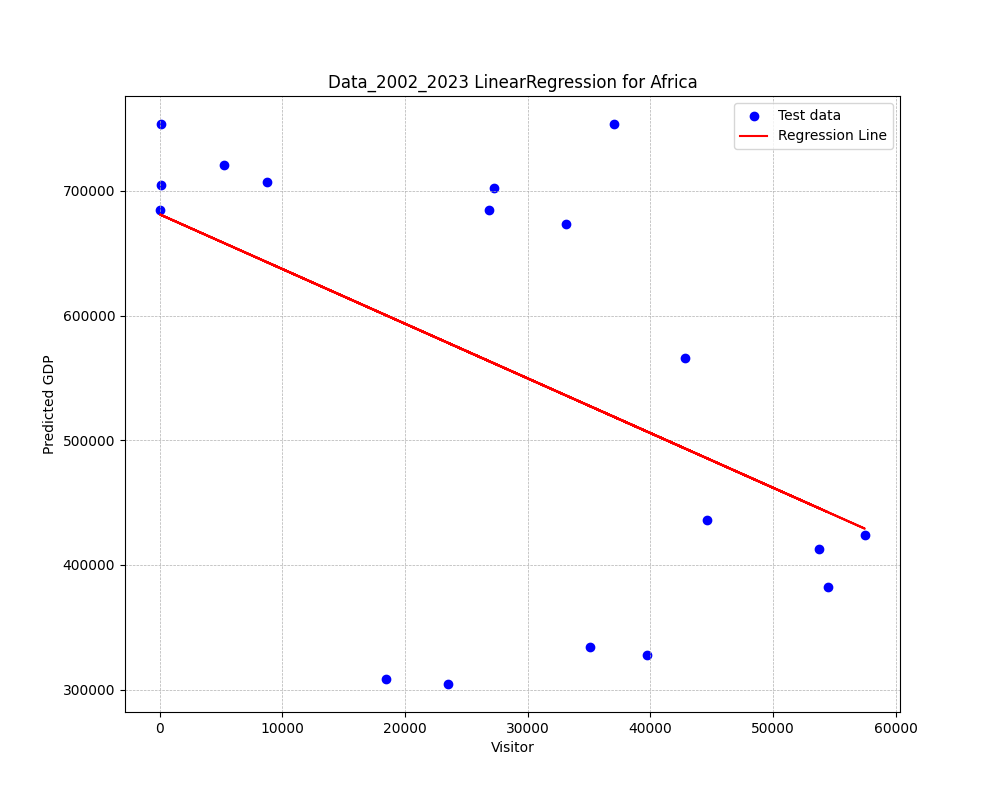 Data_2002_2023 LinearRegression for Africa
Test data
Regression Line
Predicted GDP
700000
600000
500000
400000
300000
0 10000 20000 30000 40000 50000 60000
Visitor